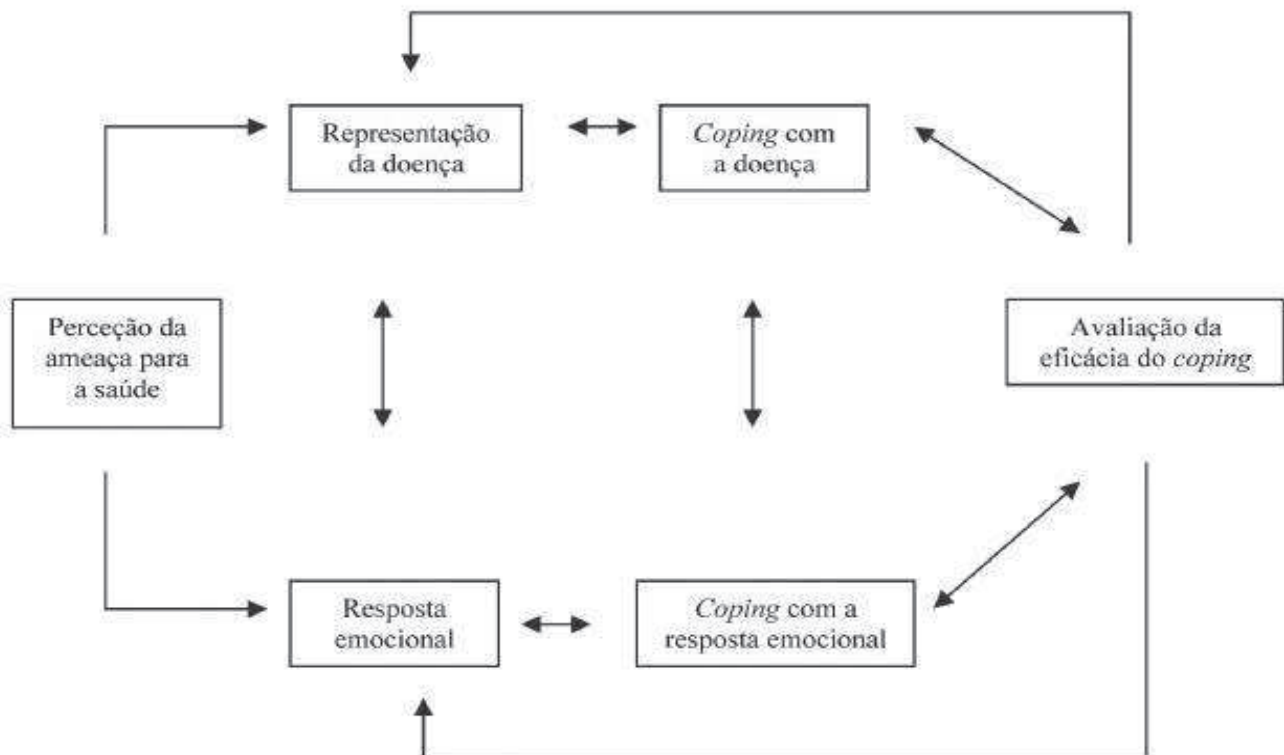 Representação
da doença
Coping com
a doença
Perceção da
ameaça para
a saúde
Avaliação da
eficácia do coping
Resposta
emocional
Coping com a
resposta emocional